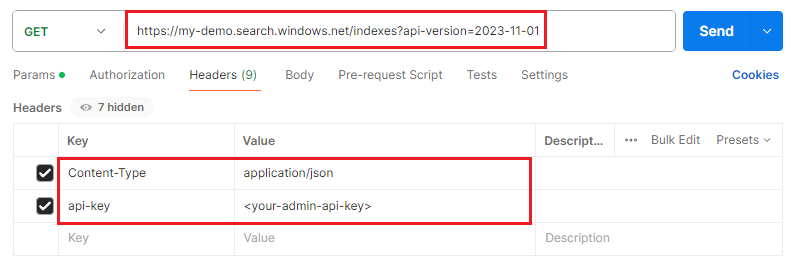 GET https://my-demo.search.windows.net/indexes?api-version=2023-11-01 Send
Params Authorization Headers (9) Body Pre-request Script Tests Settings Cookies
Headers 7 hidden
Key Value Descript... ••• Bulk Edit Presets
Content-Type application/json
api-key <your-admin-api-key>
Key Value Description